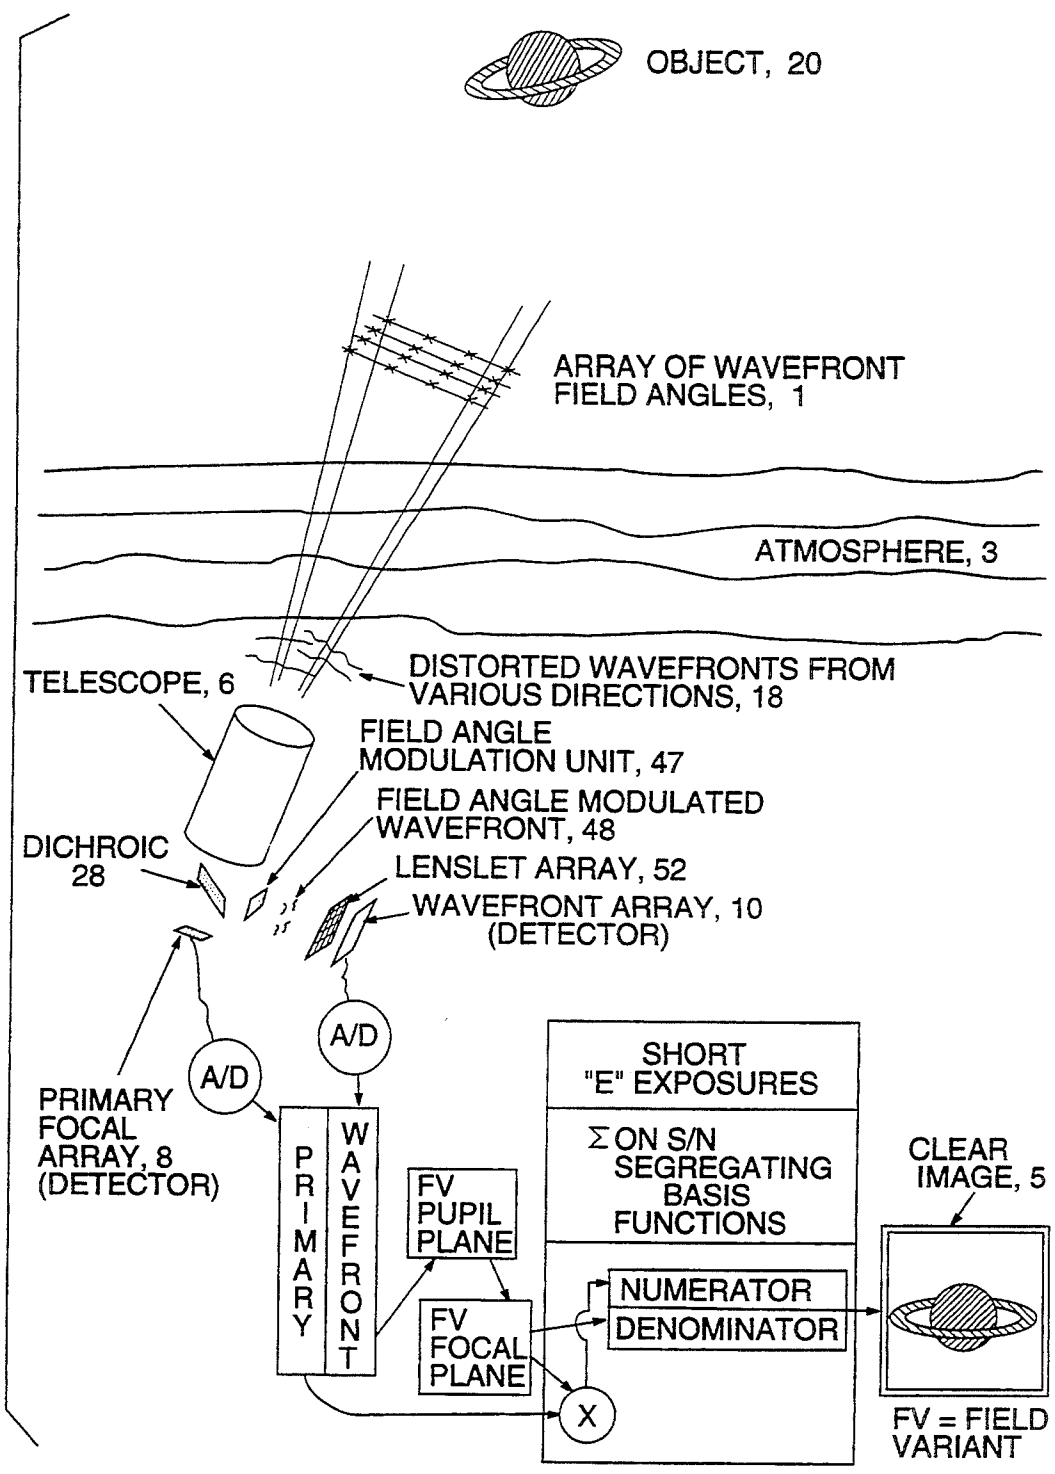 OBJECT, 20
ARRAY OF WAVEFRONT
FIELD ANGLES, 1
ATMOSPHERE, 3
DISTORTED WAVEFRONTS FROM
VARIOUS DIRECTIONS, 18
TELESCOPE, 6
FIELD ANGLE
MODULATION UNIT, 47
FIELD ANGLE MODULATED
WAVEFRONT, 48
DICHROIC
28
LENSLET ARRAY, 52
WAVEFRONT ARRAY, 10
(DETECTOR)
A/D
A/D
PRIMARY
FOCAL
ARRAY, 8
(DETECTOR)
PRIMARY
WAVEFRONT
FV
PUPIL
PLANE
FV
FOCAL
PLANE
SHORT
"E" EXPOSURES
Σ ON S/N
SEGREGATING
BASIS
FUNCTIONS
NUMERATOR
DENOMINATOR
X
CLEAR
IMAGE, 5
FV = FIELD
VARIANT